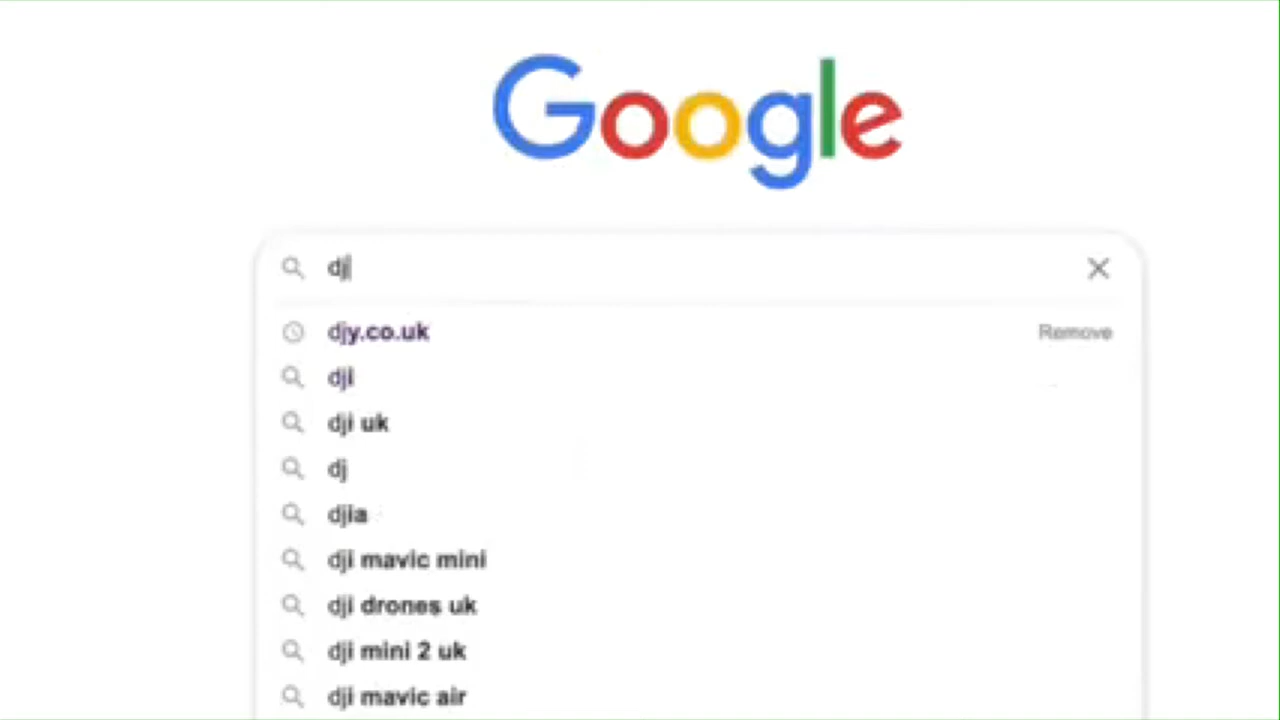 Google
dj
djy.co.uk
Remove
dji
dji uk
dj
djia
dji mavic mini
dji drones uk
dji mini 2 uk
dji mavic air